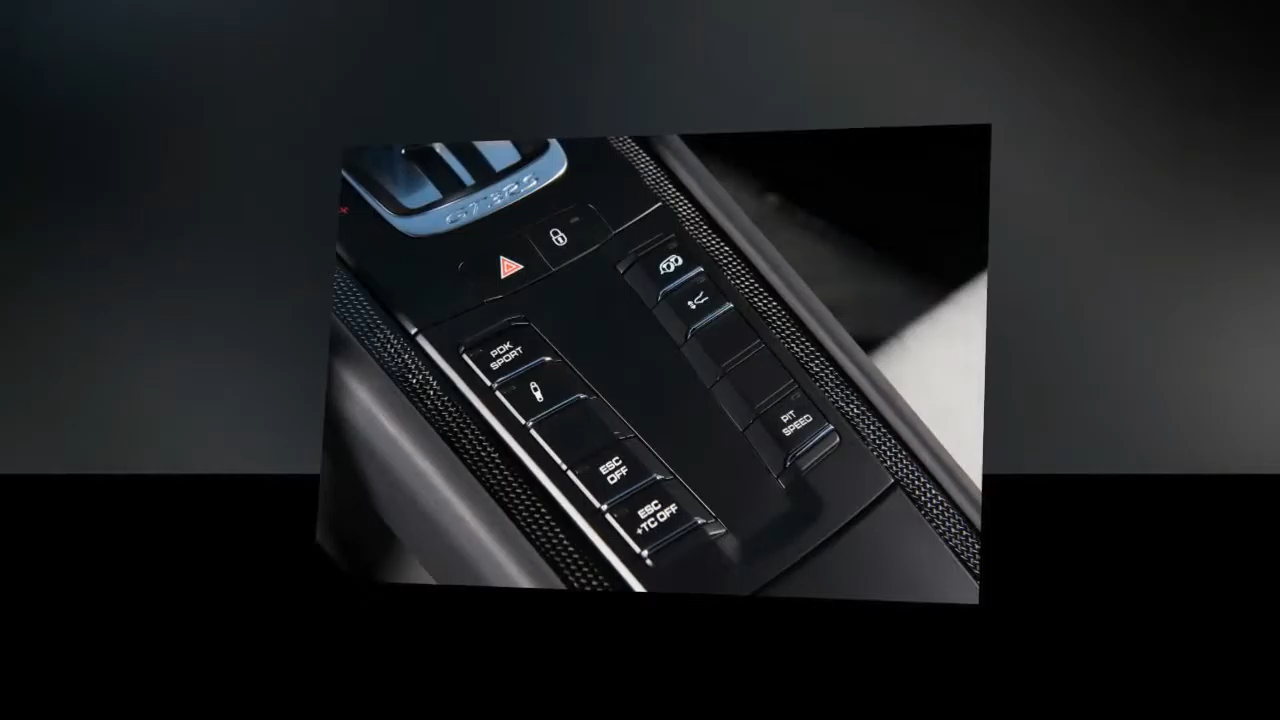 GT3RS
PDK
SPORT
PIT
SPEED
ESC
OFF
ESC
+TC OFF